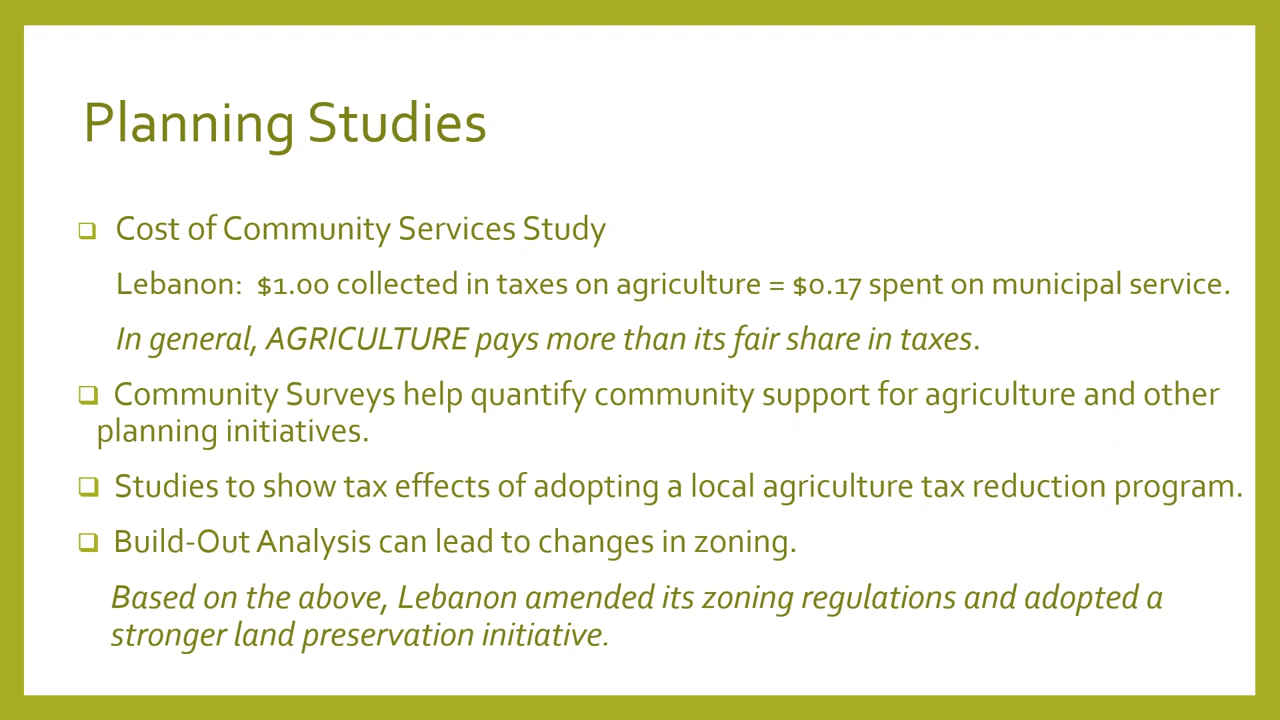 Planning Studies
Cost of Community Services Study
Lebanon: $1.00 collected in taxes on agriculture = $0.17 spent on municipal service.
In general, AGRICULTURE pays more than its fair share in taxes.
Community Surveys help quantify community support for agriculture and other
planning initiatives.
Studies to show tax effects of adopting a local agriculture tax reduction program.
Build-Out Analysis can lead to changes in zoning.
Based on the above, Lebanon amended its zoning regulations and adopted a
stronger land preservation initiative.